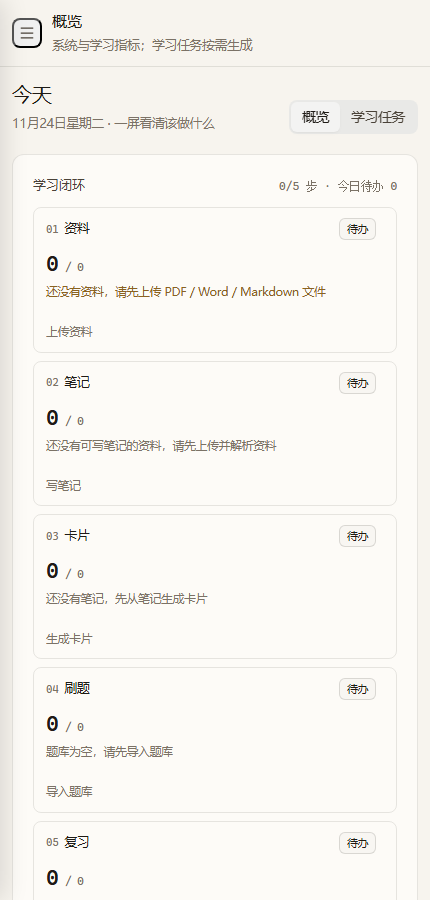 概览
系统与学习指标；学习任务按需生成
今天
11月24日星期二 · 一屏看清该做什么
概览 学习任务
学习闭环 0/5 步 · 今日待办 0
01 资料 待办
0 / 0
还没有资料，请先上传 PDF / Word / Markdown 文件
上传资料
02 笔记 待办
0 / 0
还没有可写笔记的资料，请先上传并解析资料
写笔记
03 卡片 待办
0 / 0
还没有笔记，先从笔记生成卡片
生成卡片
04 刷题 待办
0 / 0
题库为空，请先导入题库
导入题库
05 复习 待办
0 / 0